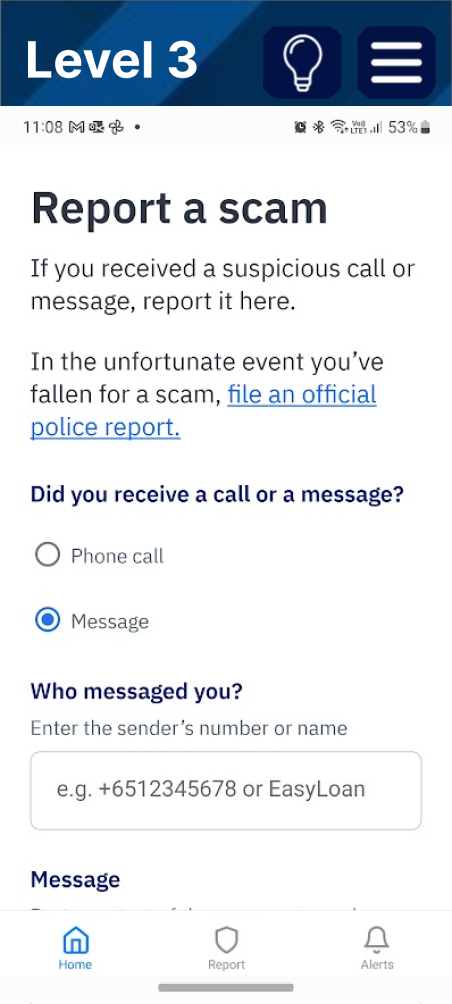 Level 3
11:08
53%
Report a scam
If you received a suspicious call or
message, report it here.
In the unfortunate event you’ve
fallen for a scam, file an official
police report.
Did you receive a call or a message?
Phone call
Message
Who messaged you?
Enter the sender’s number or name
e.g. +6512345678 or EasyLoan
Message
Home
Report
Alerts